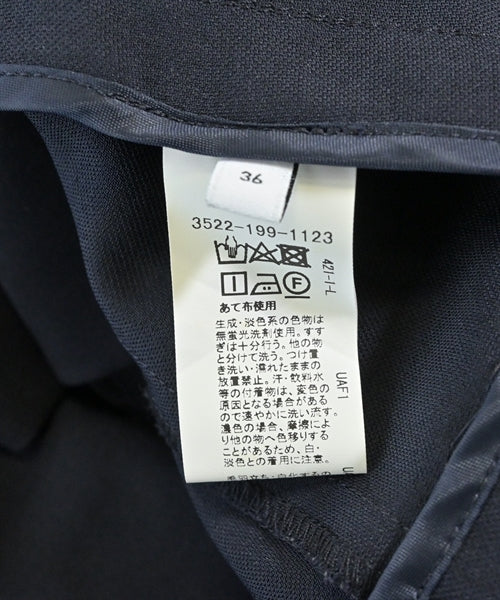 36
3522-199-1123
F
421-1-L
あて布使用
生成・淡色系の色物は
無蛍光洗剤使用。すす
ぎは十分行う。他の物
と分けて洗う。つけ置
き洗い・濡れたままの
放置禁止。汗・飲料水
等の付着物は、変色の
原因となる場合がある
ので速やかに洗い流す。
濃色の場合、摩擦によ
り他の物へ色移りする
ことがあるため、白・
淡色との着用に注意。
UAF1